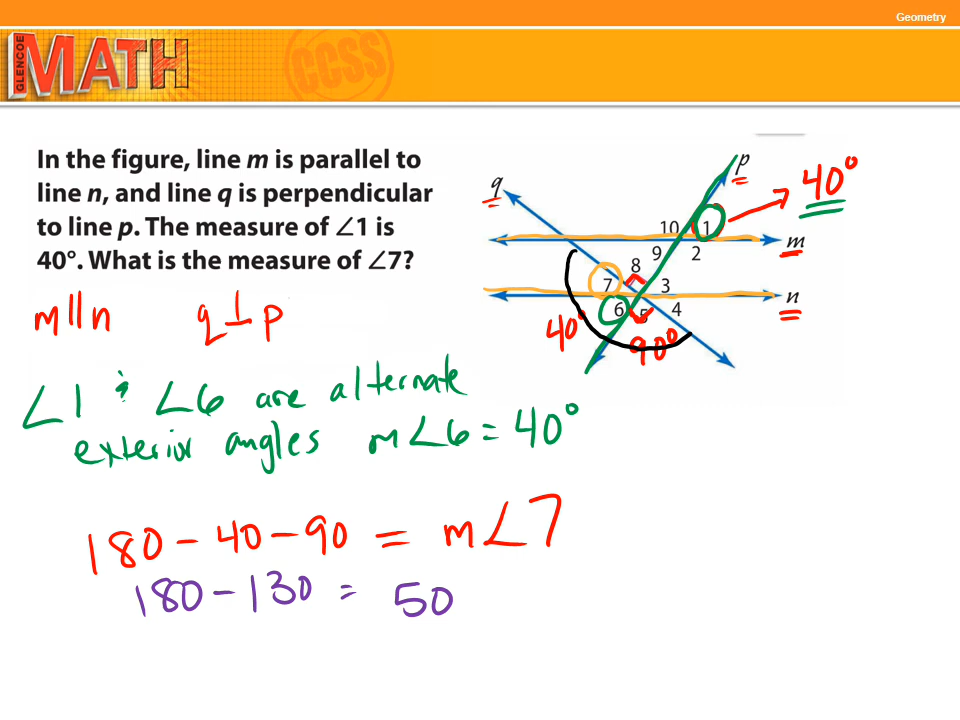 Geometry
GLENCOE
MATH
CCSS
In the figure, line m is parallel to
line n, and line q is perpendicular
to line p. The measure of ∠1 is
40°. What is the measure of ∠7?
q
p
40°
10 1
m
9 2
8
7 3
n
6 5 4
40°
90°
m||n q⊥p
∠1 & ∠6 are alternate
exterior angles m∠6 = 40°
180 - 40 - 90 = m∠7
180 - 130 = 50